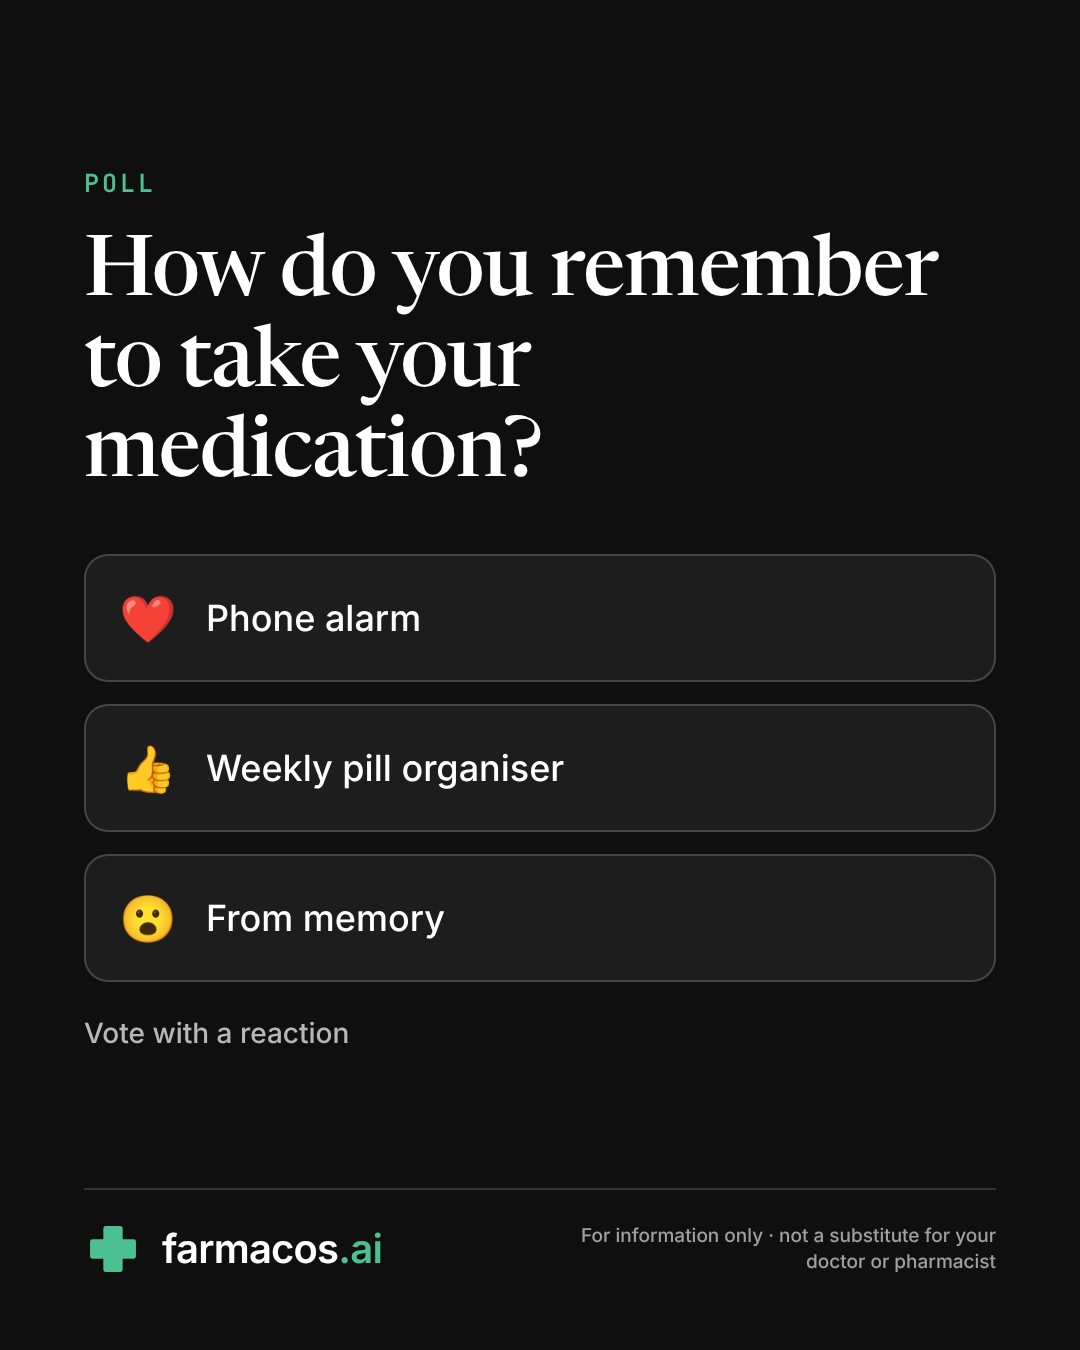 POLL
How do you remember
to take your
medication?
❤️ Phone alarm
👍 Weekly pill organiser
😮 From memory
Vote with a reaction
farmacos.ai
For information only · not a substitute for your
doctor or pharmacist